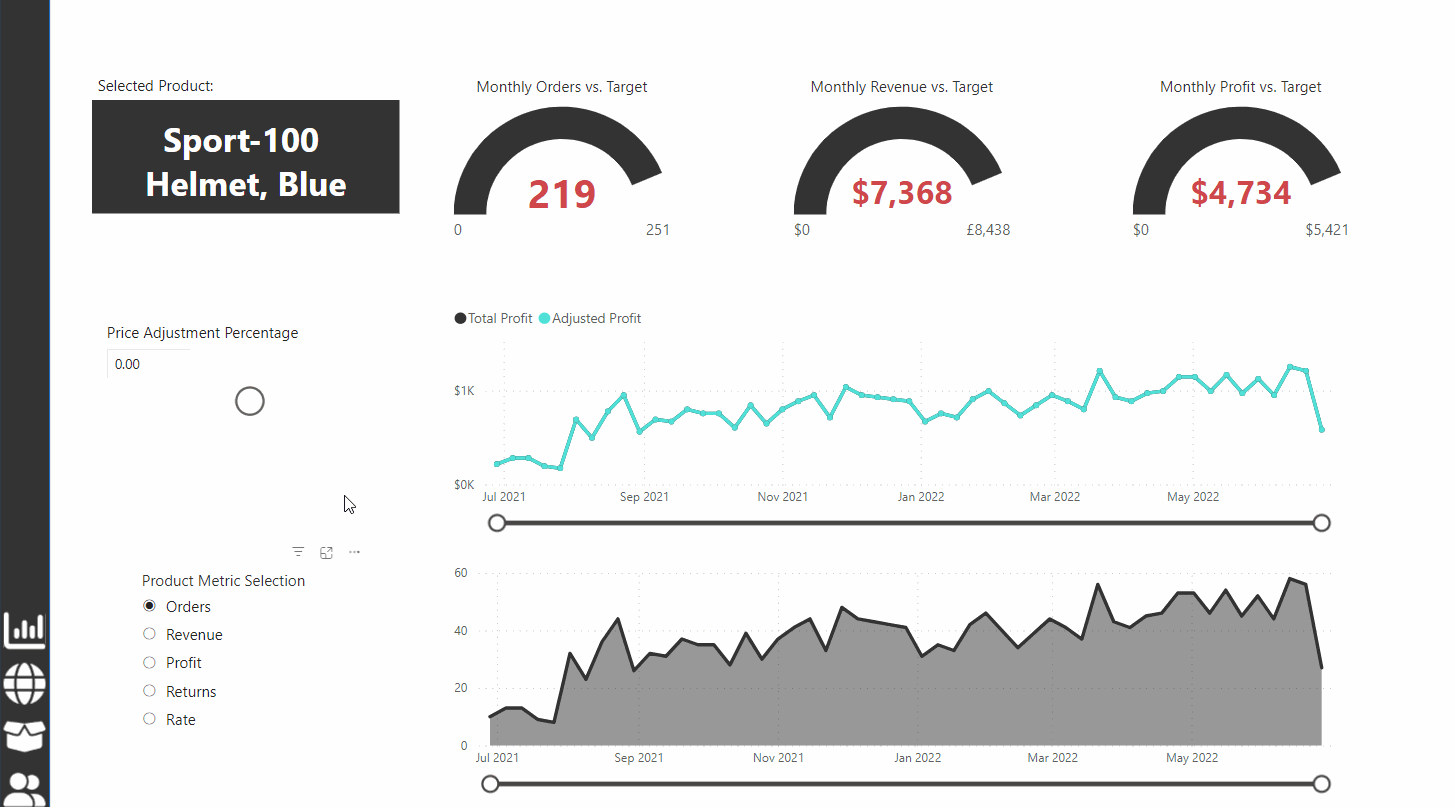 Selected Product:
Sport-100
Helmet, Blue
Monthly Orders vs. Target
219
0
251
Monthly Revenue vs. Target
$7,368
$0
£8,438
Monthly Profit vs. Target
$4,734
$0
$5,421
Price Adjustment Percentage
0.00
Total Profit
Adjusted Profit
$1K
$0K
Jul 2021
Sep 2021
Nov 2021
Jan 2022
Mar 2022
May 2022
Product Metric Selection
Orders
Revenue
Profit
Returns
Rate
60
40
20
0
Jul 2021
Sep 2021
Nov 2021
Jan 2022
Mar 2022
May 2022